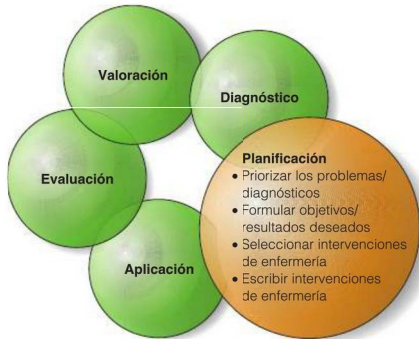 Valoración
Diagnóstico
Planificación
• Priorizar los problemas/
diagnósticos
• Formular objetivos/
resultados deseados
• Seleccionar intervenciones
de enfermería
• Escribir intervenciones
de enfermería
Aplicación
Evaluación